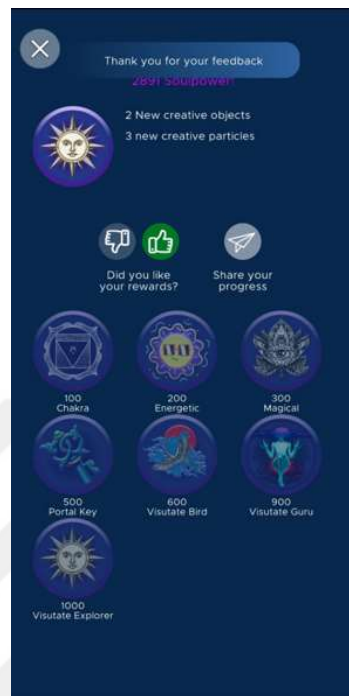 Thank you for your feedback
2891 Soulpower!
2 New creative objects
3 new creative particles
Did you like
your rewards?
Share your
progress
100
Chakra
200
Energetic
300
Magical
500
Portal Key
600
Visutate Bird
900
Visutate Guru
1000
Visutate Explorer